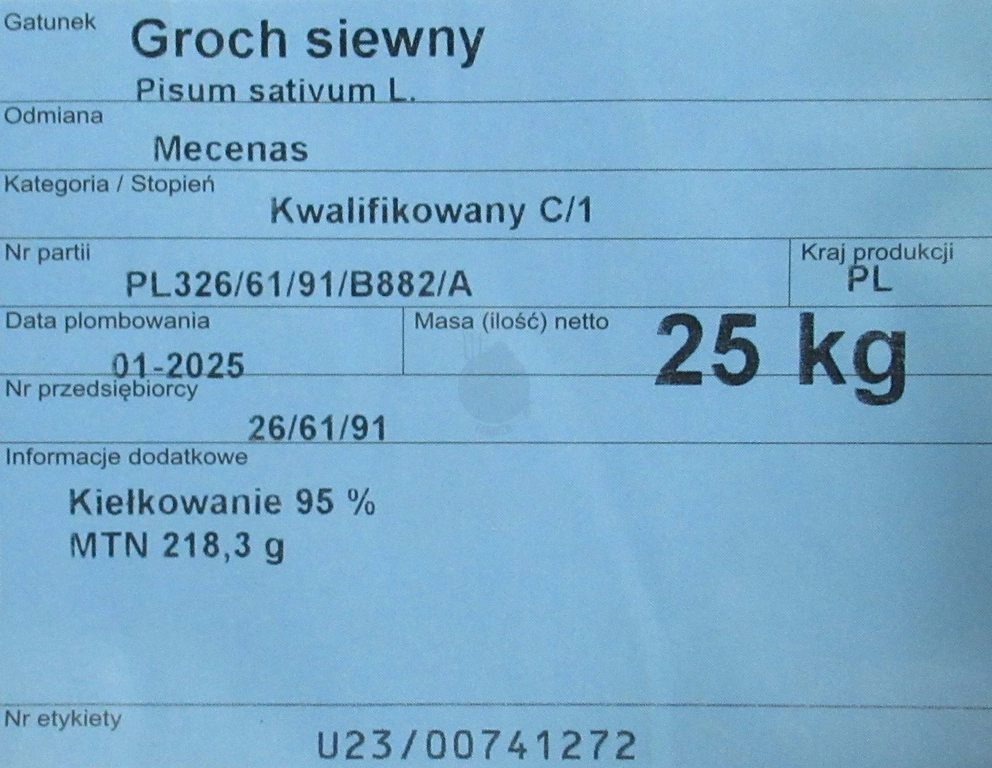 Gatunek
Groch siewny
Pisum sativum L.
Odmiana
Mecenas
Kategoria / Stopień
Kwalifikowany C/1
Nr partii
PL326/61/91/B882/A
Kraj produkcji
PL
Data plombowania
01-2025
Masa (ilość) netto
25 kg
Nr przedsiębiorcy
26/61/91
Informacje dodatkowe
Kiełkowanie 95 %
MTN 218,3 g
Nr etykiety
U23/00741272